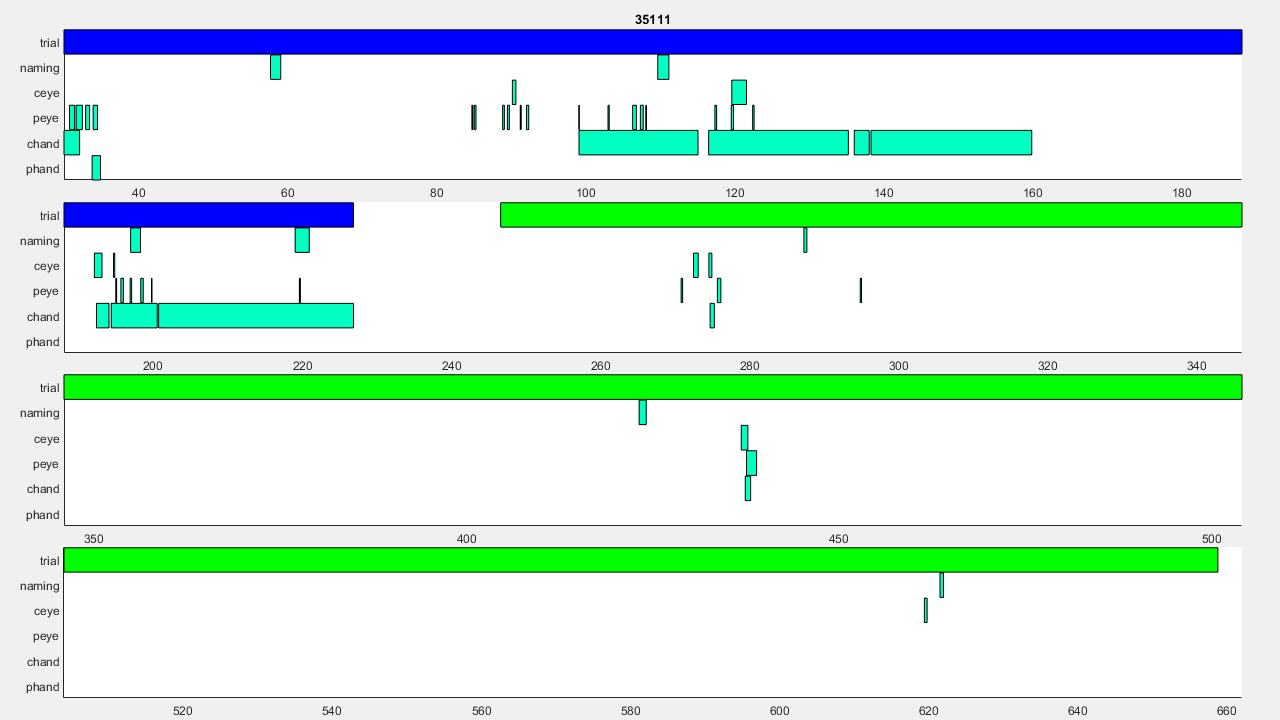 35111
trial
naming
ceye
peye
chand
phand
40 60 80 100 120 140 160 180
trial
naming
ceye
peye
chand
phand
200 220 240 260 280 300 320 340
trial
naming
ceye
peye
chand
phand
350 400 450 500
trial
naming
ceye
peye
chand
phand
520 540 560 580 600 620 640 660